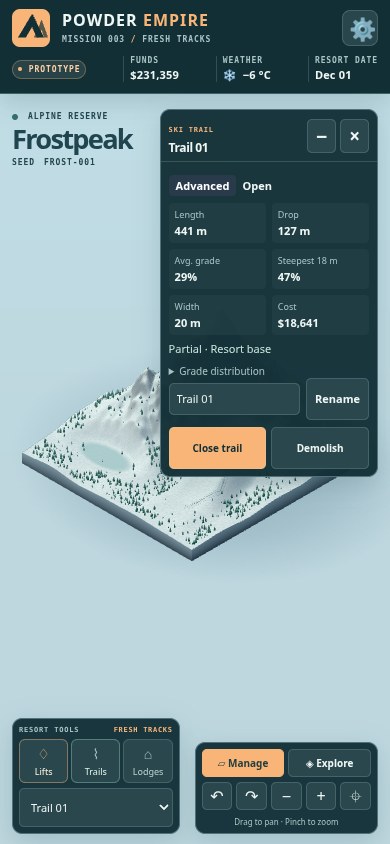 POWDER EMPIRE
MISSION 003 / FRESH TRACKS
PROTOTYPE
FUNDS
$231,359
WEATHER
−6 °C
RESORT DATE
Dec 01
ALPINE RESERVE
Frostpeak
SEED FROST-001
SKI TRAIL
Trail 01
Advanced Open
Length
441 m
Drop
127 m
Avg. grade
29%
Steepest 18 m
47%
Width
20 m
Cost
$18,641
Partial · Resort base
Grade distribution
Trail 01
Rename
Close trail
Demolish
RESORT TOOLS
FRESH TRACKS
Lifts
Trails
Lodges
Trail 01
Manage
Explore
Drag to pan · Pinch to zoom